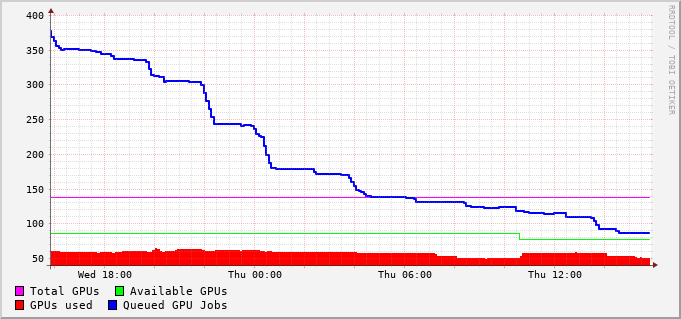 400
350
300
250
200
150
100
50
Wed 18:00 Thu 00:00 Thu 06:00 Thu 12:00
Total GPUs Available GPUs
GPUs used Queued GPU Jobs
RRDTOOL / TOBI OETIKER